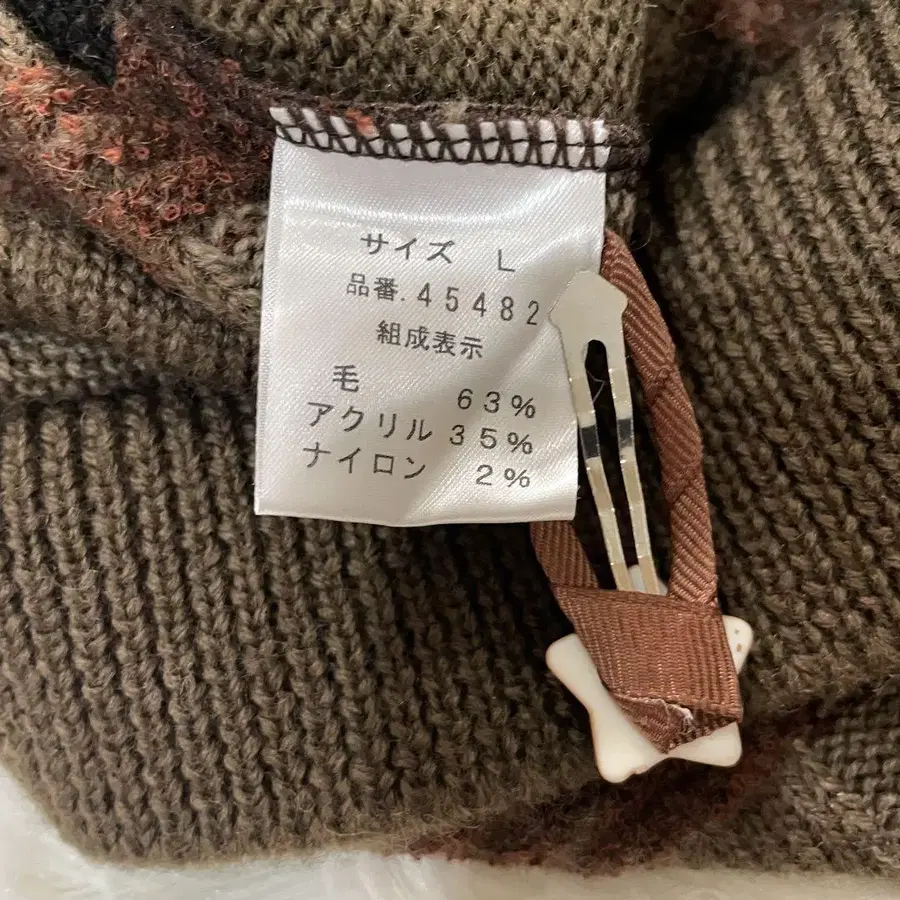 サイズ L
品番.45482
組成表示
毛 63%
アクリル 35%
ナイロン 2%